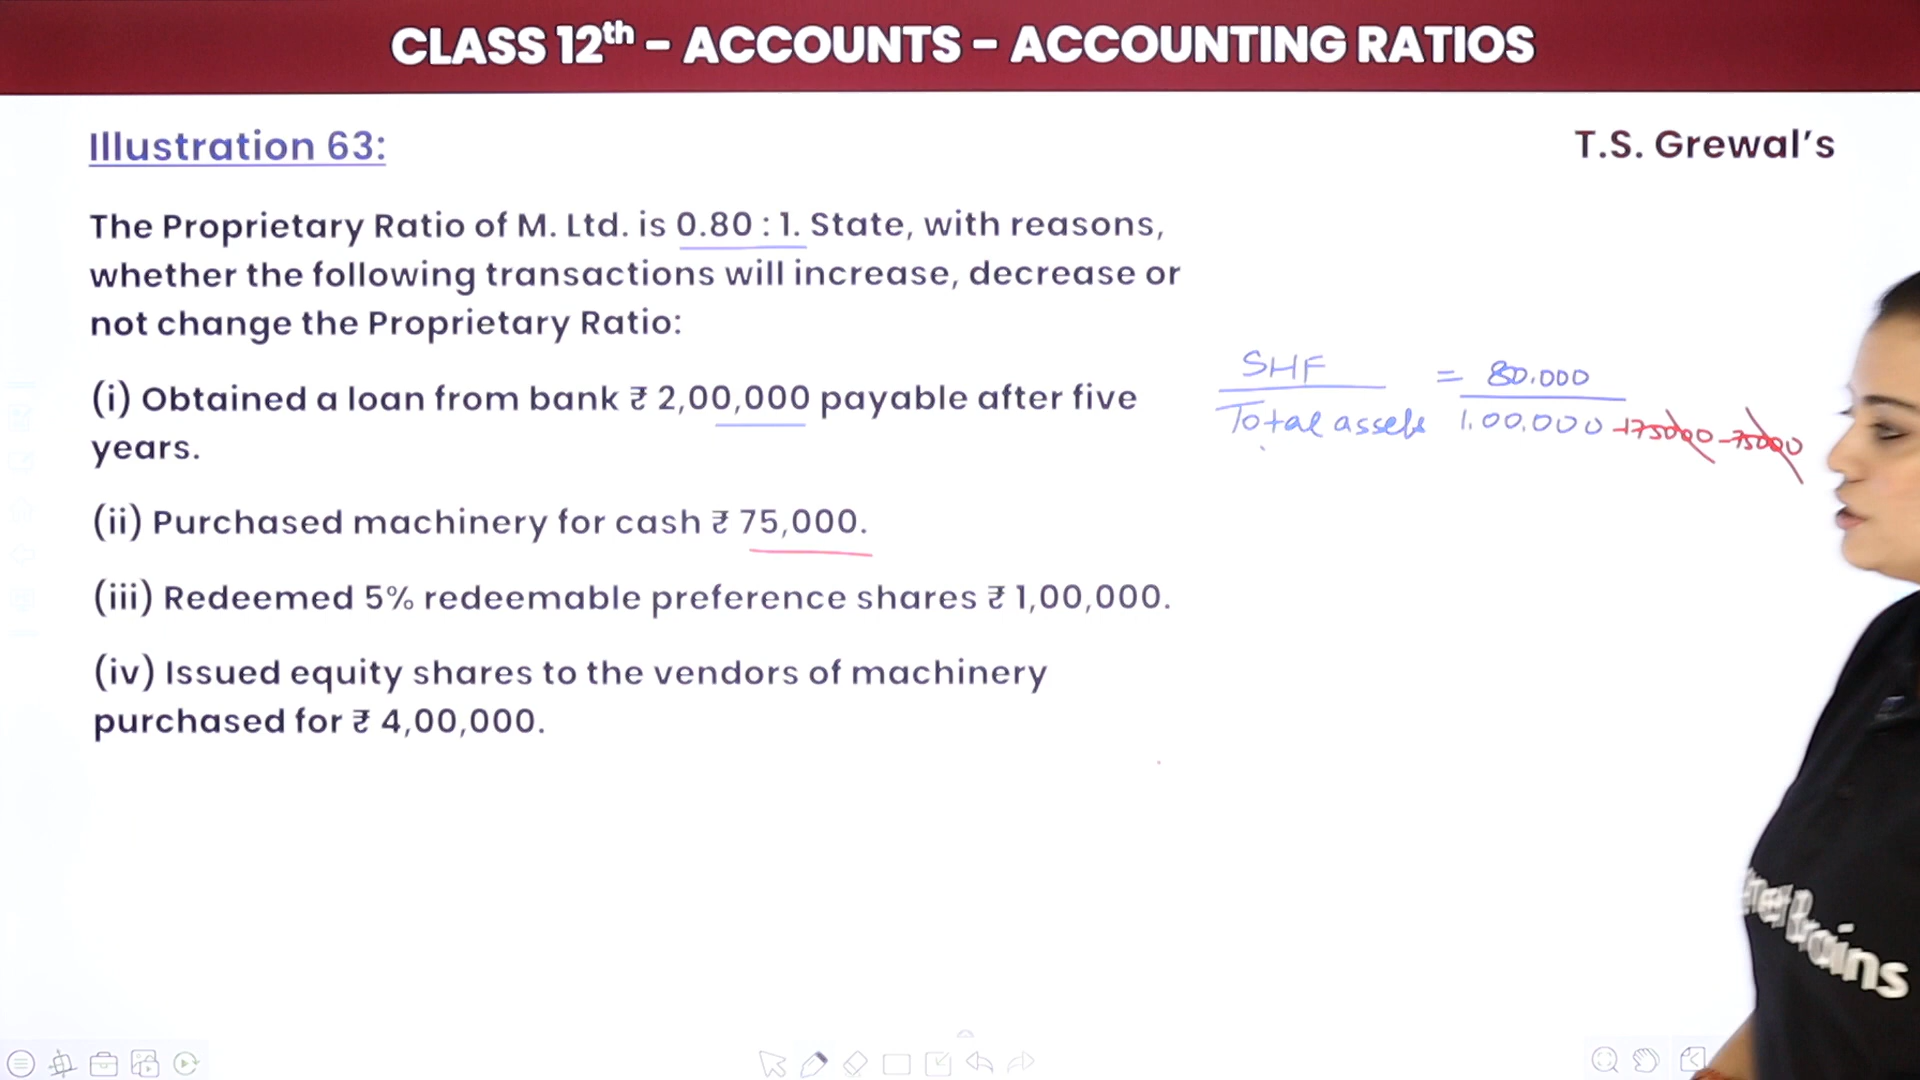 CLASS 12th – ACCOUNTS – ACCOUNTING RATIOS
Illustration 63:
T.S. Grewal's
The Proprietary Ratio of M. Ltd. is 0.80 : 1. State, with reasons,
whether the following transactions will increase, decrease or
not change the Proprietary Ratio:
(i) Obtained a loan from bank ₹ 2,00,000 payable after five
years.
(ii) Purchased machinery for cash ₹ 75,000.
(iii) Redeemed 5% redeemable preference shares ₹ 1,00,000.
(iv) Issued equity shares to the vendors of machinery
purchased for ₹ 4,00,000.
SHF = 80.000
Total assets 1.00.000 +75000 -75000
Brains